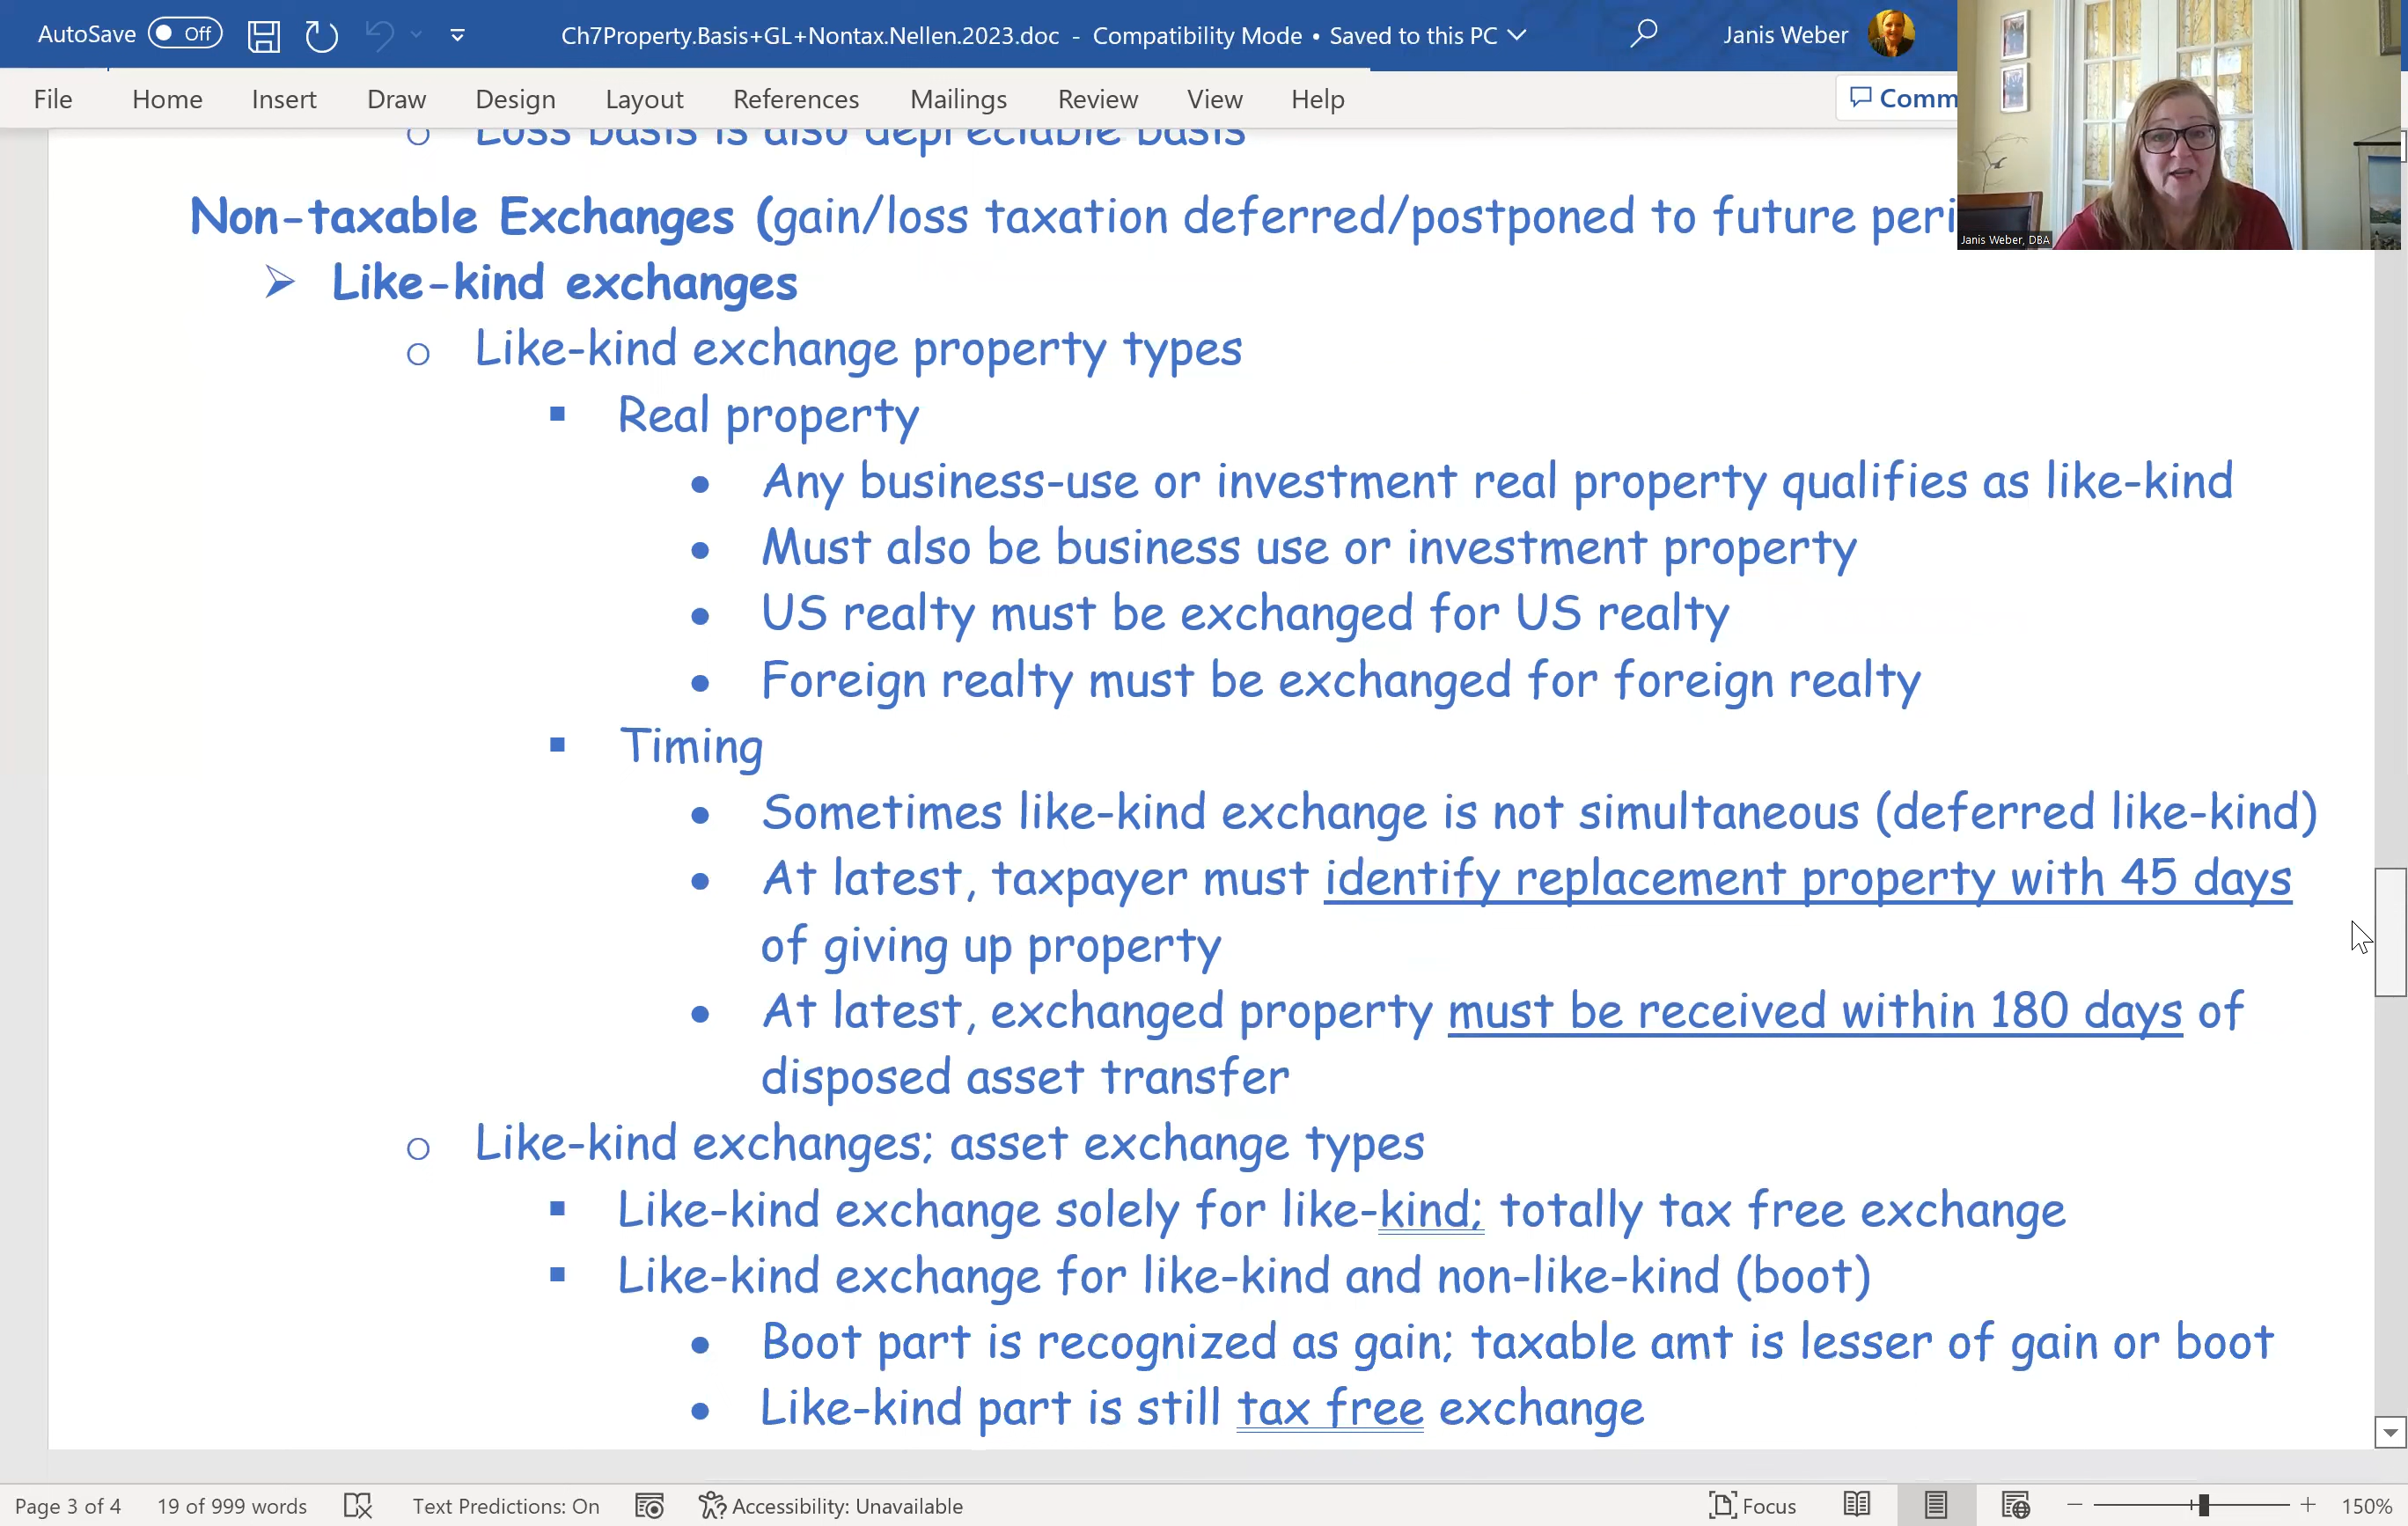 AutoSave Off
Ch7Property.Basis+GL+Nontax.Nellen.2023.doc - Compatibility Mode • Saved to this PC
Janis Weber
File Home Insert Draw Design Layout References Mailings Review View Help Comm
o Loss basis is also depreciable basis
Janis Weber, DBA
Non-taxable Exchanges (gain/loss taxation deferred/postponed to future peri
➢ Like-kind exchanges
o Like-kind exchange property types
▪ Real property
• Any business-use or investment real property qualifies as like-kind
• Must also be business use or investment property
• US realty must be exchanged for US realty
• Foreign realty must be exchanged for foreign realty
▪ Timing
• Sometimes like-kind exchange is not simultaneous (deferred like-kind)
• At latest, taxpayer must identify replacement property with 45 days
of giving up property
• At latest, exchanged property must be received within 180 days of
disposed asset transfer
o Like-kind exchanges; asset exchange types
▪ Like-kind exchange solely for like-kind; totally tax free exchange
▪ Like-kind exchange for like-kind and non-like-kind (boot)
• Boot part is recognized as gain; taxable amt is lesser of gain or boot
• Like-kind part is still tax free exchange
Page 3 of 4 19 of 999 words Text Predictions: On Accessibility: Unavailable Focus 150%